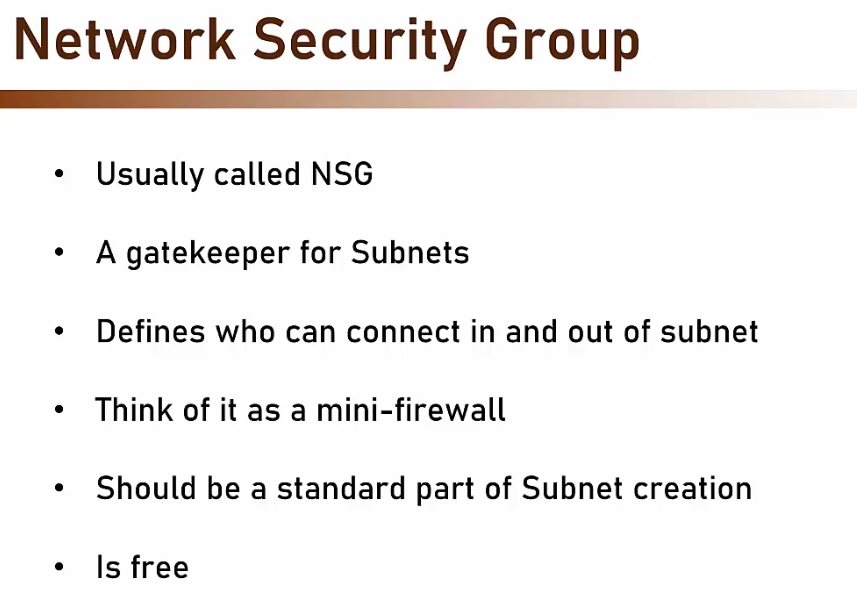 Network Security Group
• Usually called NSG
• A gatekeeper for Subnets
• Defines who can connect in and out of subnet
• Think of it as a mini-firewall
• Should be a standard part of Subnet creation
• Is free